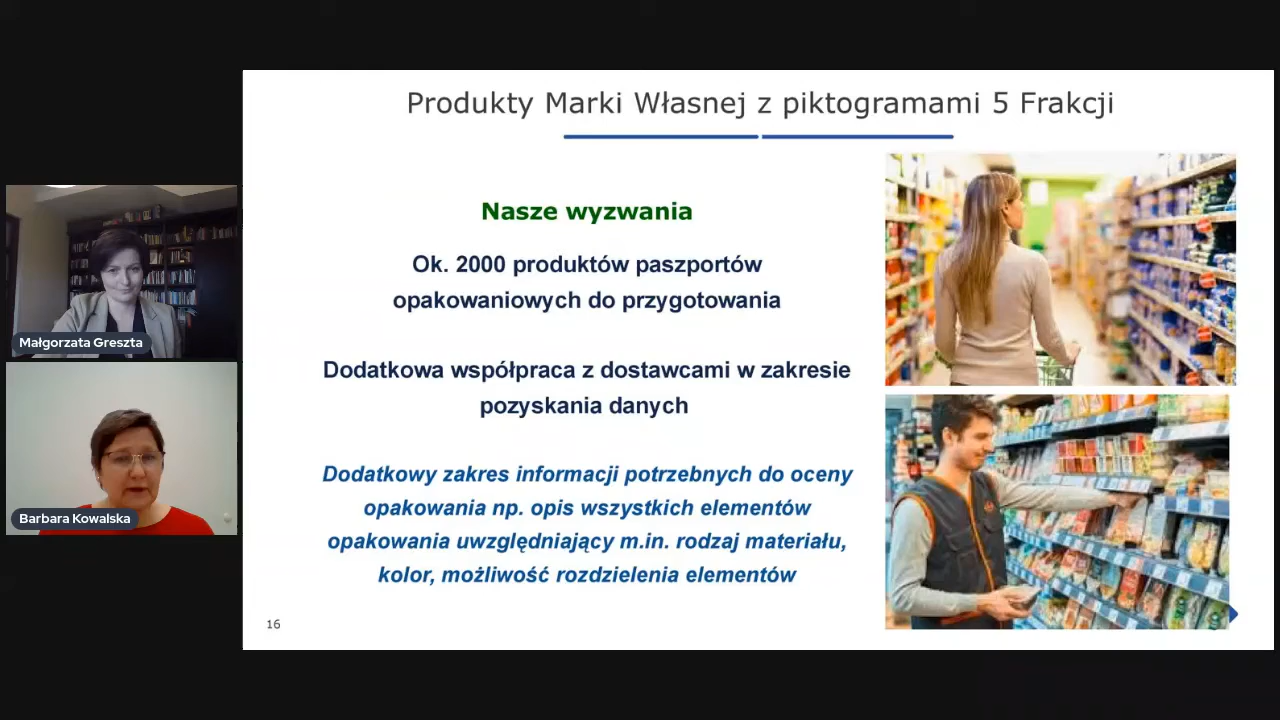 Produkty Marki Własnej z piktogramami 5 Frakcji
Nasze wyzwania
Ok. 2000 produktów paszportów
opakowaniowych do przygotowania
Dodatkowa współpraca z dostawcami w zakresie
pozyskania danych
Dodatkowy zakres informacji potrzebnych do oceny
opakowania np. opis wszystkich elementów
opakowania uwzględniający m.in. rodzaj materiału,
kolor, możliwość rozdzielenia elementów
16
Małgorzata Greszta
Barbara Kowalska